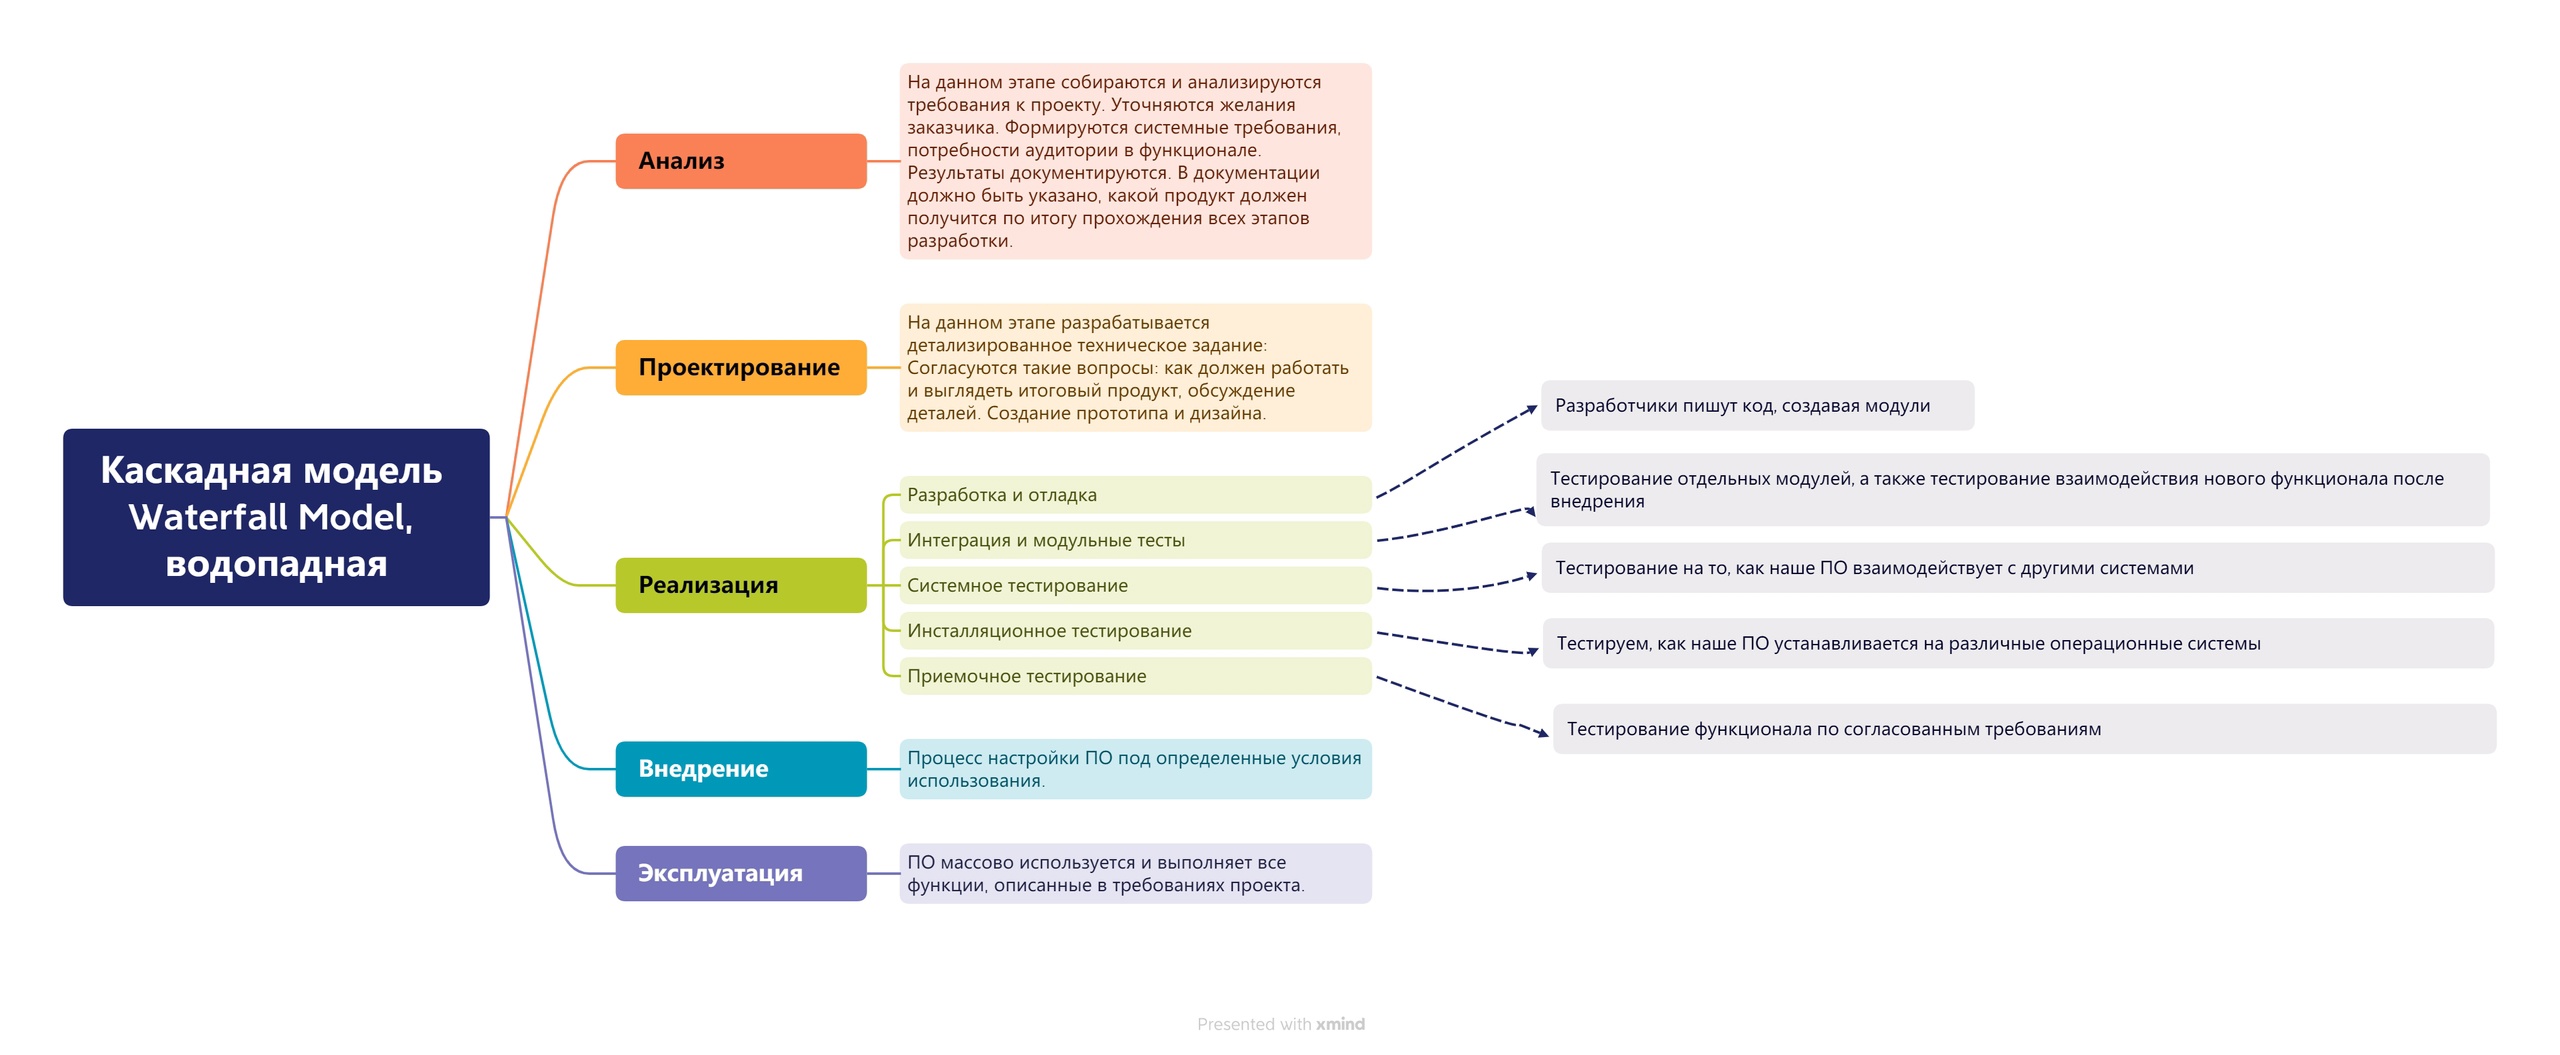 Каскадная модель
Waterfall Model,
водопадная
Анализ
На данном этапе собираются и анализируются
требования к проекту. Уточняются желания
заказчика. Формируются системные требования,
потребности аудитории в функционале.
Результаты документируются. В документации
должно быть указано, какой продукт должен
получится по итогу прохождения всех этапов
разработки.
Проектирование
На данном этапе разрабатывается
детализированное техническое задание:
Согласуются такие вопросы: как должен работать
и выглядеть итоговый продукт, обсуждение
деталей. Создание прототипа и дизайна.
Реализация
Разработка и отладка
Разработчики пишут код, создавая модули
Интеграция и модульные тесты
Тестирование отдельных модулей, а также тестирование взаимодействия нового функционала после
внедрения
Системное тестирование
Тестирование на то, как наше ПО взаимодействует с другими системами
Инсталляционное тестирование
Тестируем, как наше ПО устанавливается на различные операционные системы
Приемочное тестирование
Тестирование функционала по согласованным требованиям
Внедрение
Процесс настройки ПО под определенные условия
использования.
Эксплуатация
ПО массово используется и выполняет все
функции, описанные в требованиях проекта.
Presented with xmind